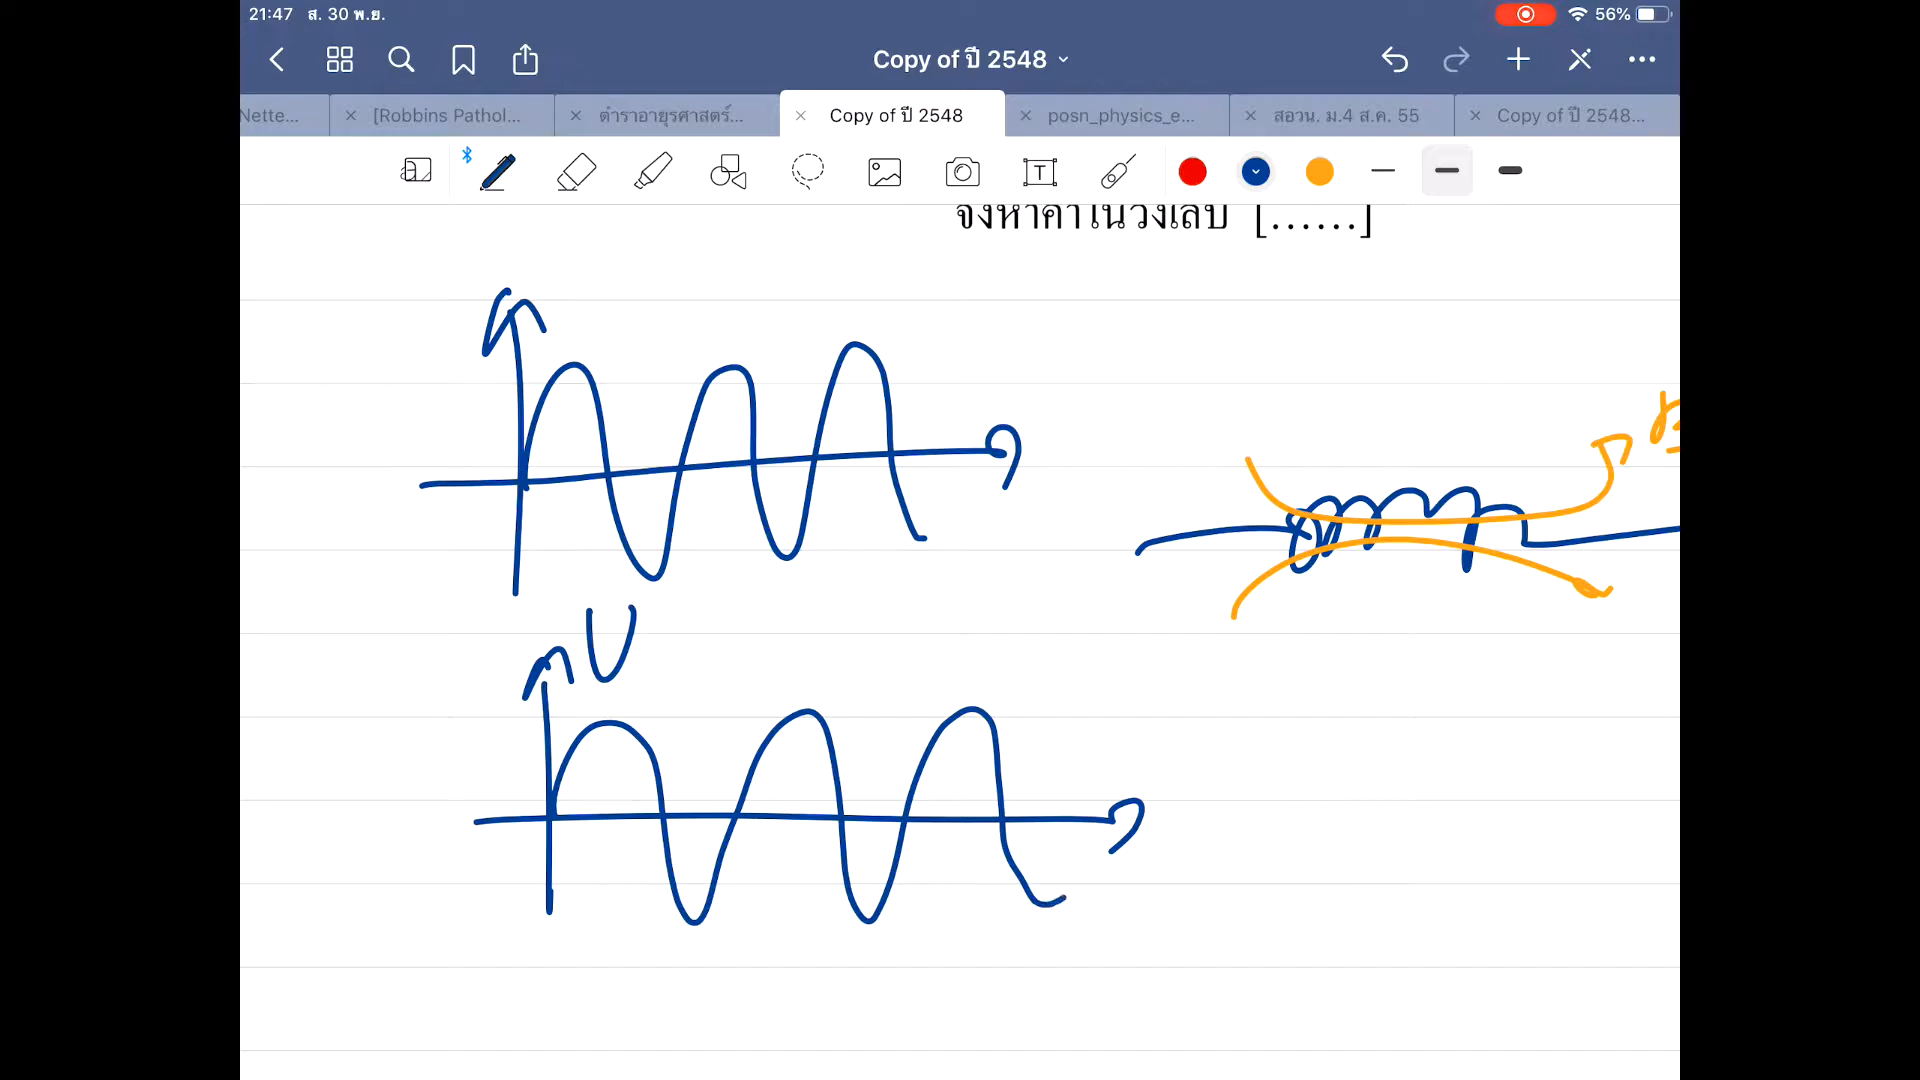 21:47 ส. 30 พ.ย.
56%
Copy of ปี 2548
Nette...
[Robbins Pathol...
ตำราอายุรศาสตร์...
Copy of ปี 2548
posn_physics_e...
สอวน. ม.4 ส.ค. 55
Copy of ปี 2548...
a
T
จงหาค่าในวงเล็บ [......]
V